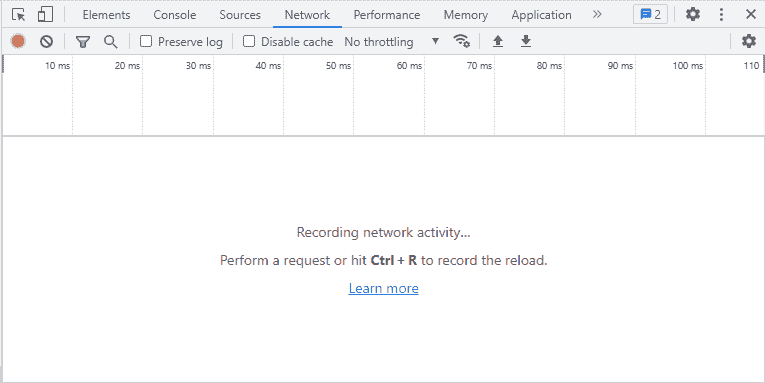 Elements Console Sources Network Performance Memory Application » 2
Preserve log Disable cache No throttling
10 ms 20 ms 30 ms 40 ms 50 ms 60 ms 70 ms 80 ms 90 ms 100 ms 110
Recording network activity...
Perform a request or hit Ctrl + R to record the reload.
Learn more